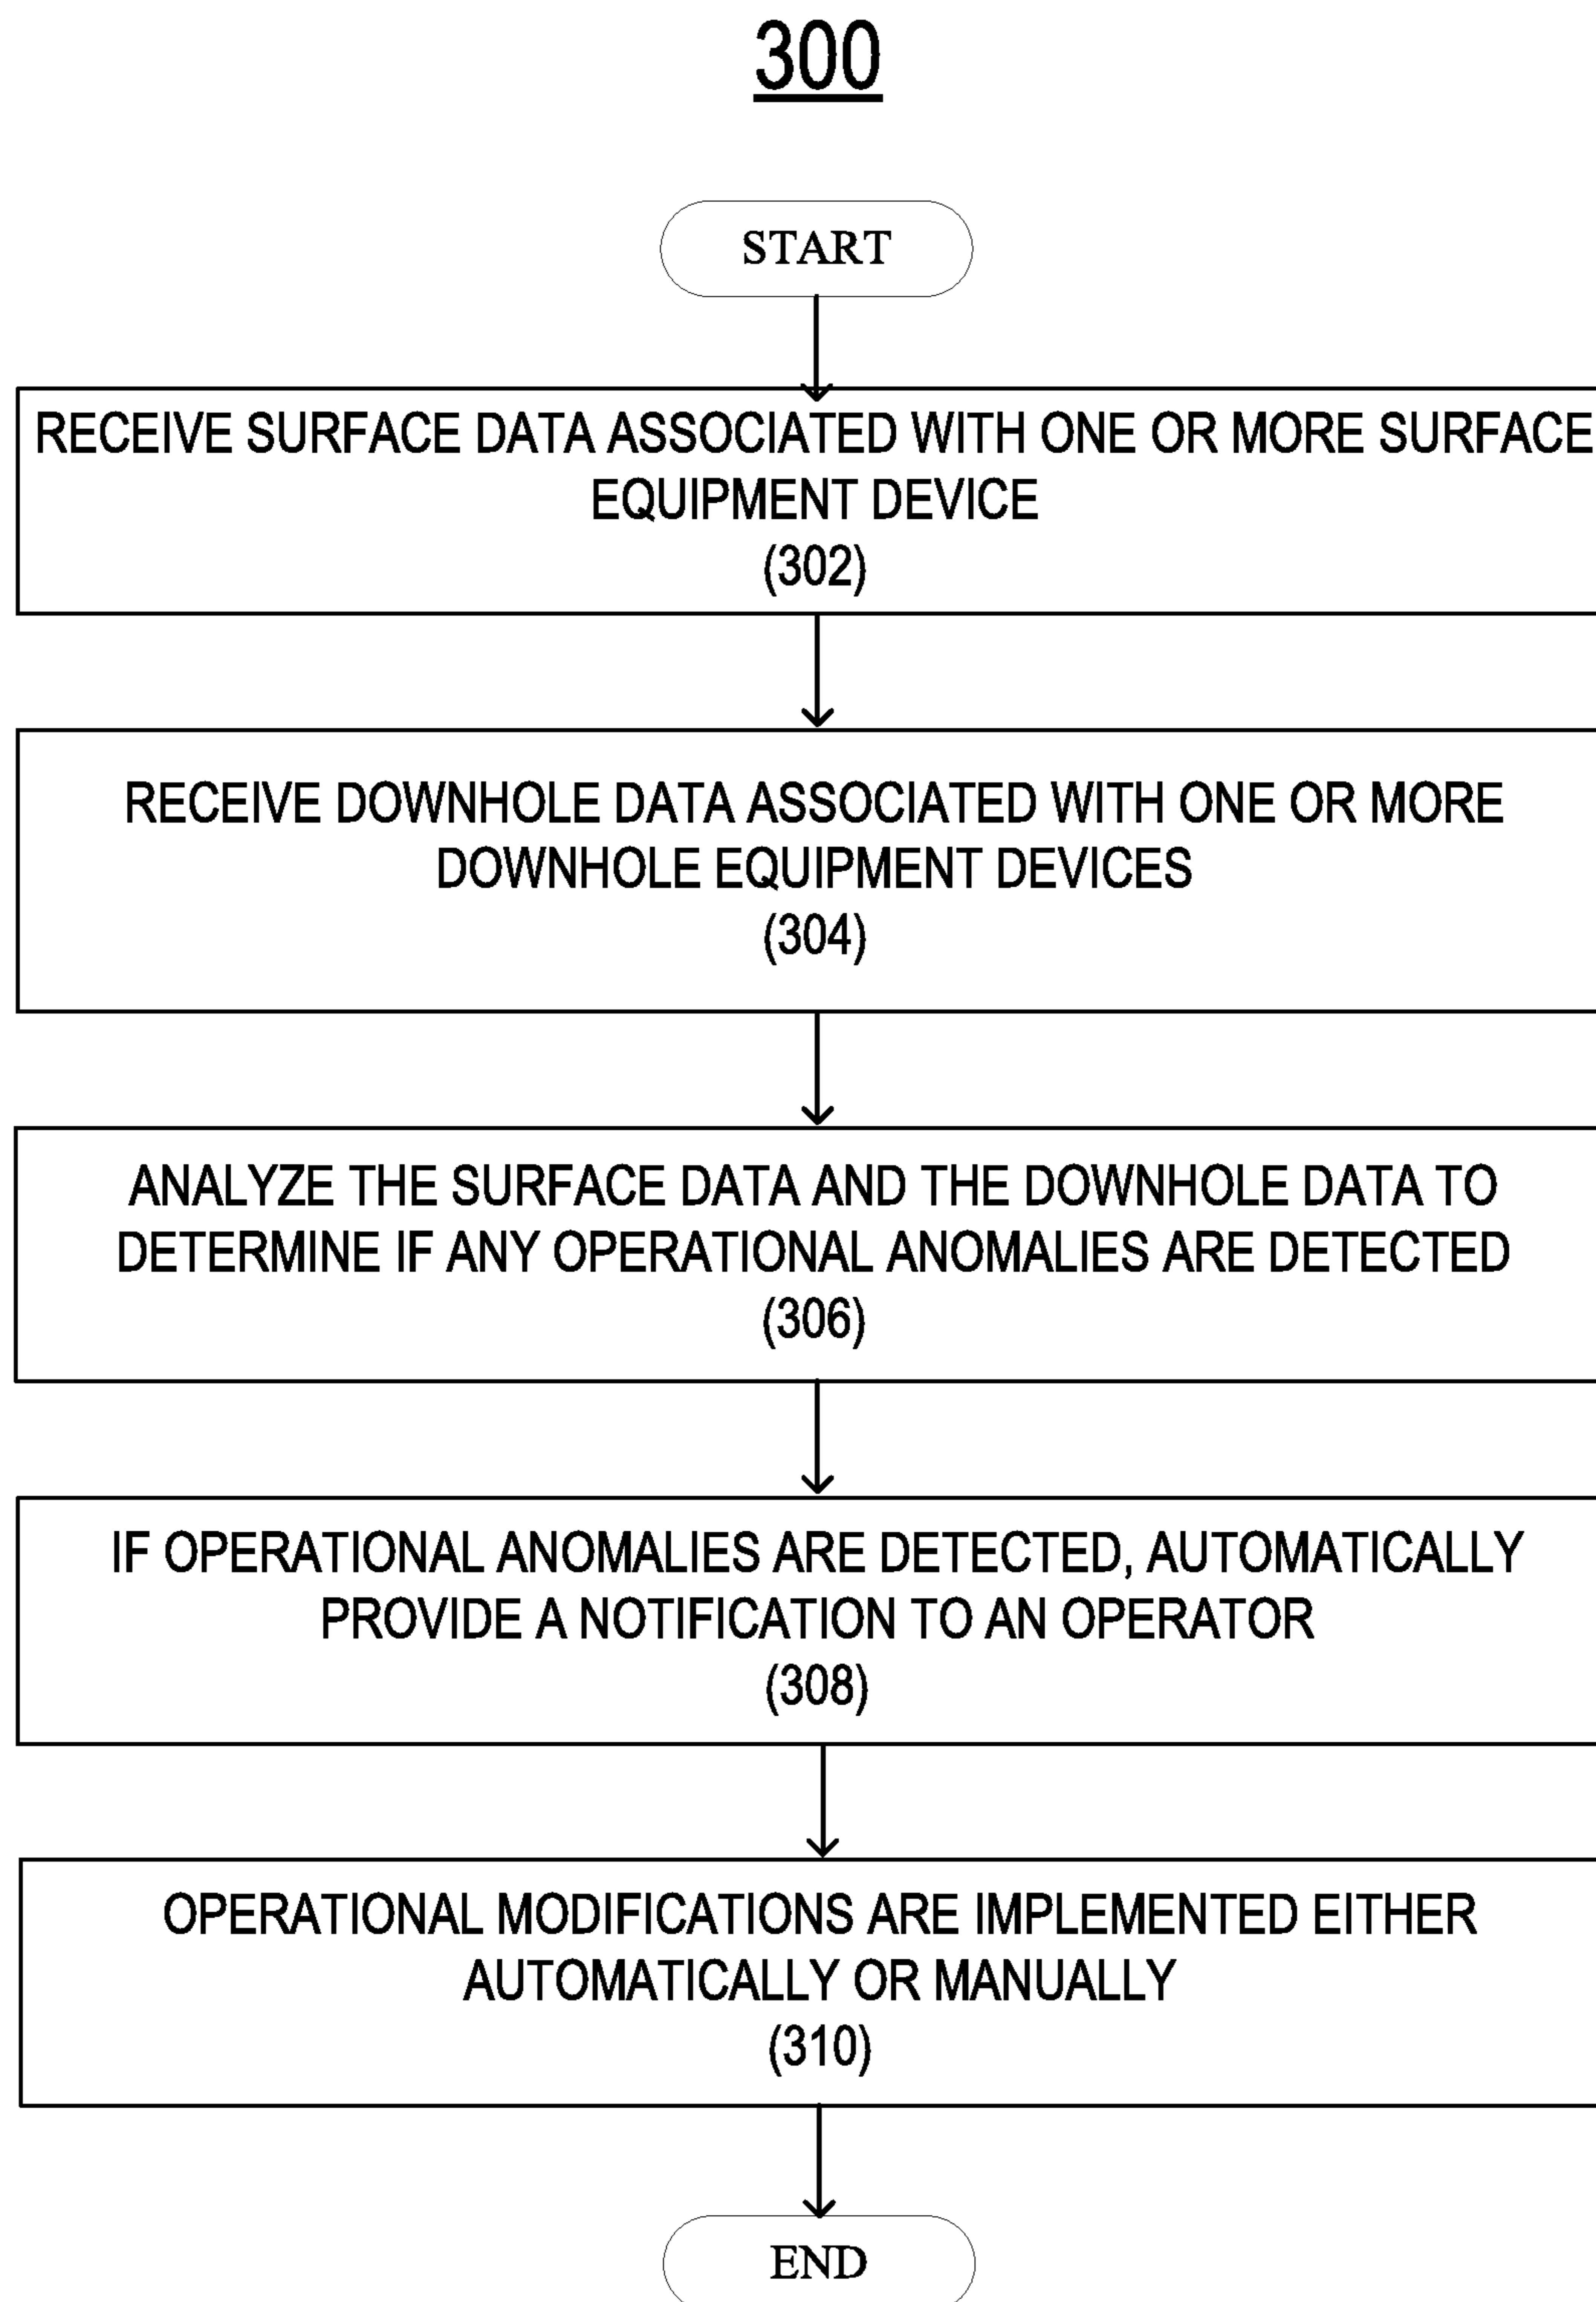 300
START
RECEIVE SURFACE DATA ASSOCIATED WITH ONE OR MORE SURFACE
EQUIPMENT DEVICE
(302)
RECEIVE DOWNHOLE DATA ASSOCIATED WITH ONE OR MORE
DOWNHOLE EQUIPMENT DEVICES
(304)
ANALYZE THE SURFACE DATA AND THE DOWNHOLE DATA TO
DETERMINE IF ANY OPERATIONAL ANOMALIES ARE DETECTED
(306)
IF OPERATIONAL ANOMALIES ARE DETECTED, AUTOMATICALLY
PROVIDE A NOTIFICATION TO AN OPERATOR
(308)
OPERATIONAL MODIFICATIONS ARE IMPLEMENTED EITHER
AUTOMATICALLY OR MANUALLY
(310)
END